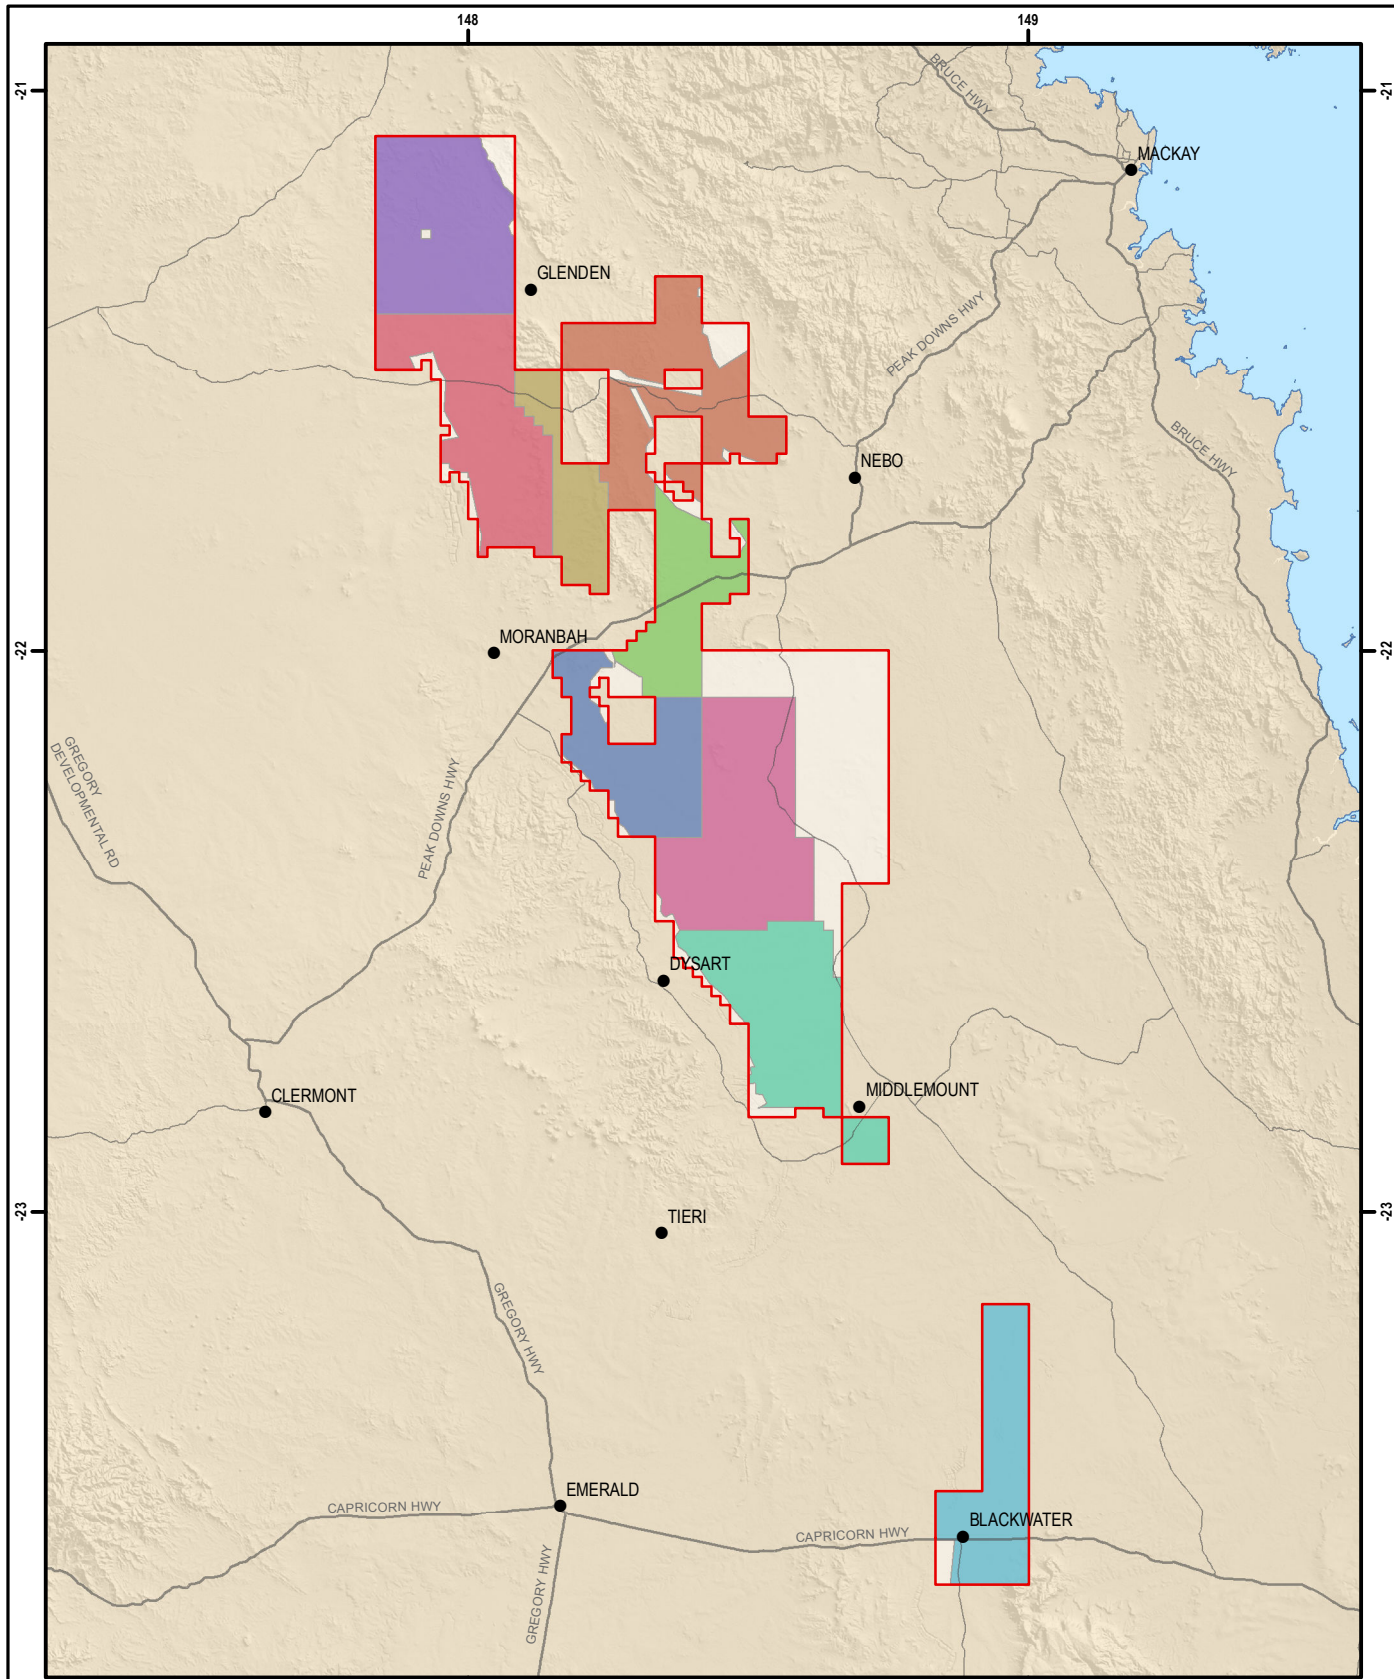 148
149
-21
-21
BRUCE HWY
MACKAY
GLENDEN
PEAK DOWNS HWY
BRUCE HWY
NEBO
-22
-22
MORANBAH
GREGORY
DEVELOPMENTAL RD
PEAK DOWNS HWY
DYSART
CLERMONT
MIDDLEMOUNT
-23
-23
TIERI
GREGORY HWY
EMERALD
CAPRICORN HWY
BLACKWATER
CAPRICORN HWY
GREGORY HWY